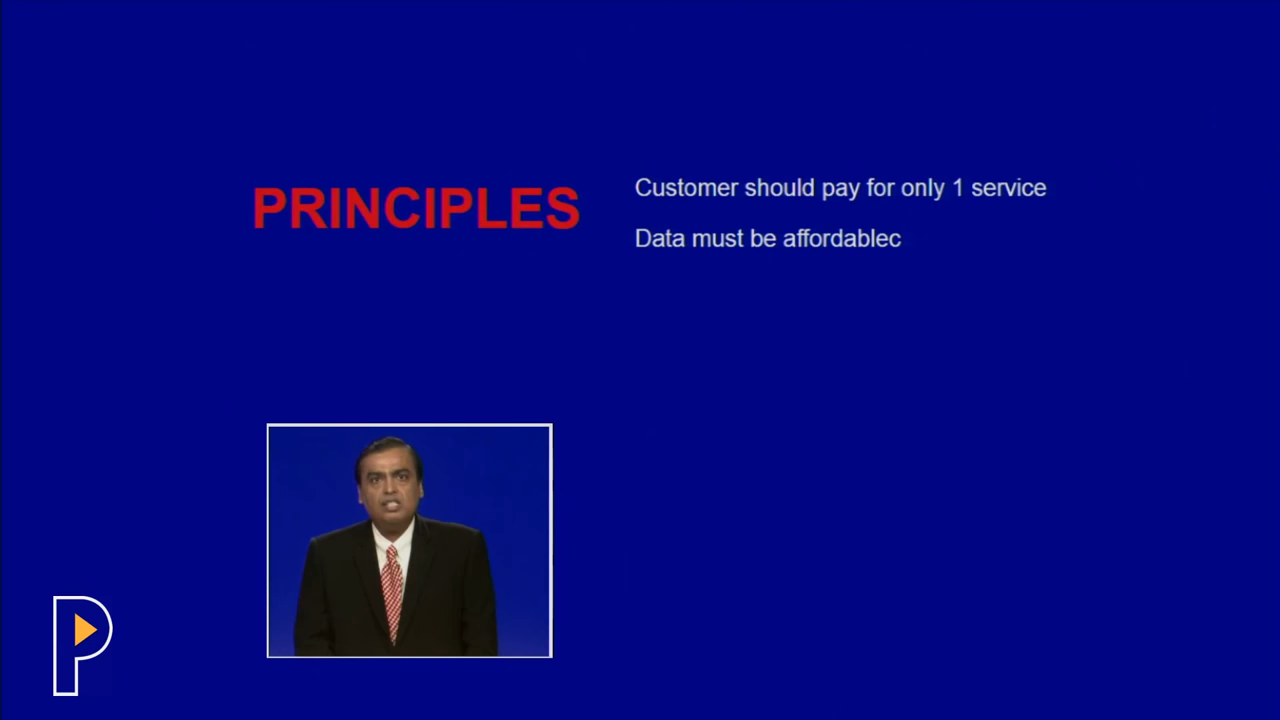 PRINCIPLES
Customer should pay for only 1 service
Data must be affordablec
P